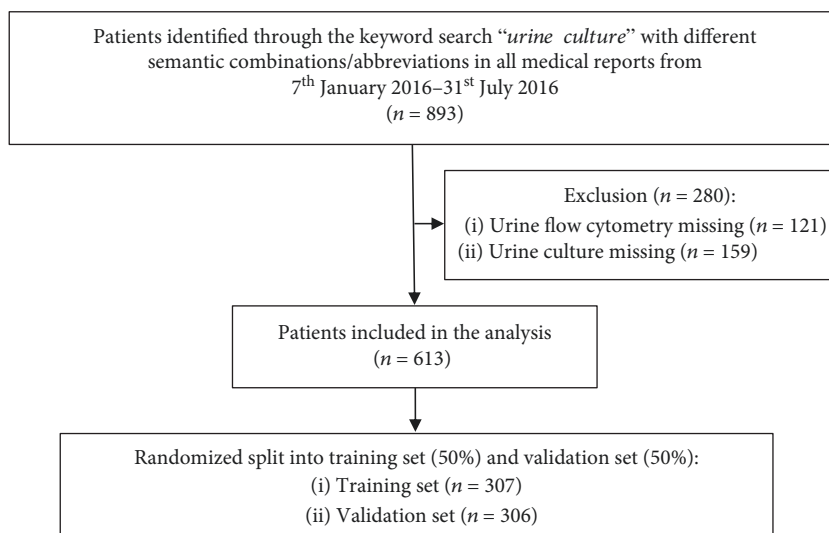 Patients identified through the keyword search “urine culture” with different
semantic combinations/abbreviations in all medical reports from
7th January 2016–31st July 2016
(n = 893)
Exclusion (n = 280):
(i) Urine flow cytometry missing (n = 121)
(ii) Urine culture missing (n = 159)
Patients included in the analysis
(n = 613)
Randomized split into training set (50%) and validation set (50%):
(i) Training set (n = 307)
(ii) Validation set (n = 306)